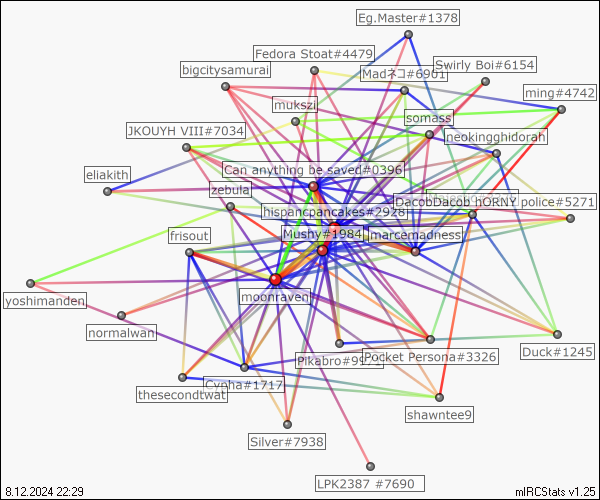 Eg.Master#1378
Fedora Stoat#4479
Swirly Boi#6154
bigcitysamurai
Madネコ#6901
ming#4742
mukszi
somass
JKOUYH VIII#7034
neokingghidorah
Can anything be saved#0396
eliakith
zebula
DacobDacob hORNY police#5271
hispancpancakes#2928
frisout
Mushy#1984
marcemadness
moonraven
yoshimanden
normalwan
Pikabro#9971
Pocket Persona#3326
Duck#1245
thesecondtwat
Cypha#1717
shawntee9
Silver#7938
LPK2387 #7690
8.12.2024 22:29
mIRCStats v1.25